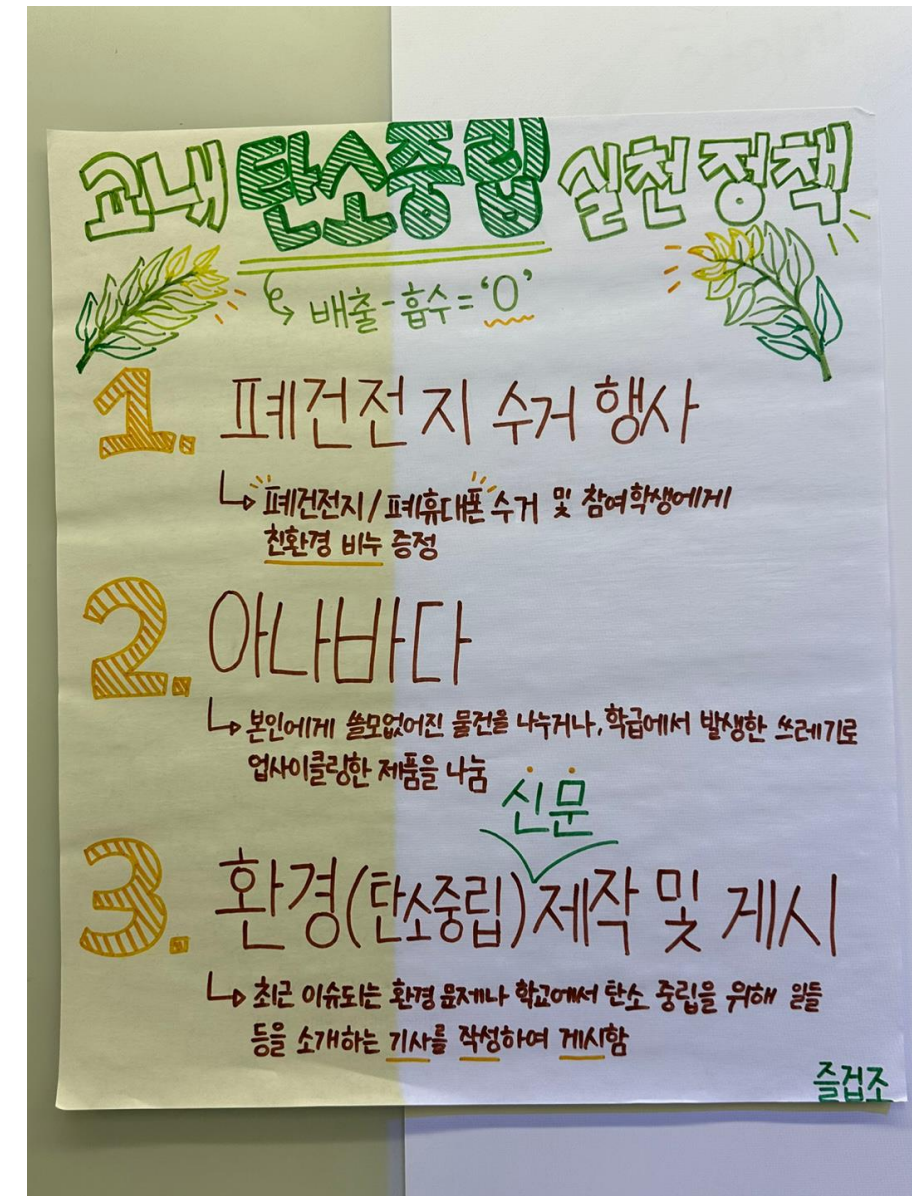 교내 탄소중립 실천 정책
배출-흡수='0'
1. 폐건전지 수거 행사
폐건전지/폐휴대폰 수거 및 참여학생에게
친환경 비누 증정
2. 아나바다
본인에게 쓸모없어진 물건을 나누거나, 학급에서 발생한 쓰레기로
업사이클링한 제품을 나눔
신문
3. 환경(탄소중립) 제작 및 게시
최근 이슈되는 환경 문제나 학교에서 탄소 중립을 위해 일들
등을 소개하는 기사를 작성하여 게시함
즐겁조